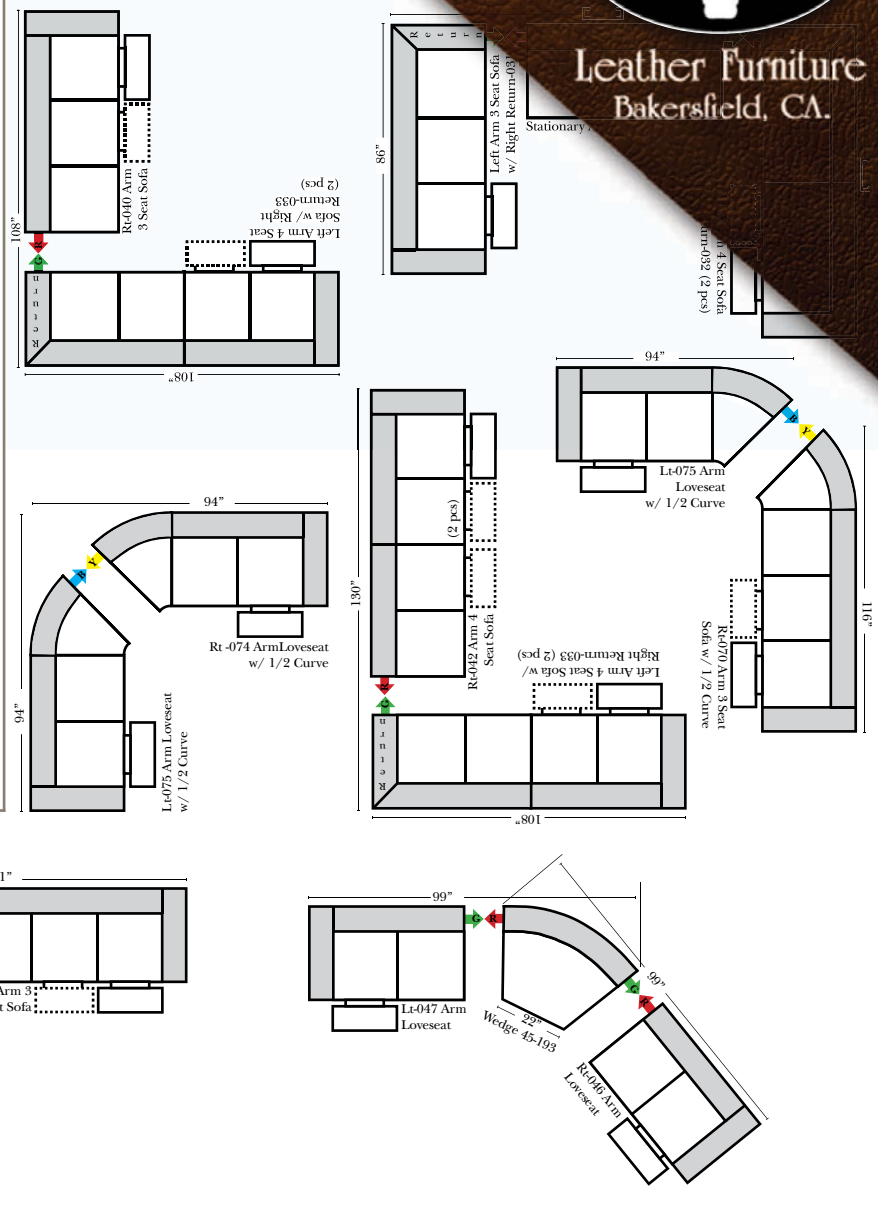 Leather Furniture
Bakersfield, CA.
108”
Rt-040 Arm
3 Seat Sofa
R
G
Return
Left Arm 4 Seat
Sofa w/ Right
Return-033
(2 pcs)
108”
Return
86”
Left Arm 3 Seat Sofa
w/ Right Return-031
Stationary
4 Seat Sofa
(2 pcs)
94”
B
Y
Lt-075 Arm
Loveseat
w/ 1/2 Curve
116”
Rt-070 Arm 3 Seat
Sofa w/ 1/2 Curve
94”
B
Y
Rt -074 ArmLoveseat
w/ 1/2 Curve
94”
Lt-075 Arm Loveseat
w/ 1/2 Curve
130”
(2 pcs)
Rt-042 Arm 4
Seat Sofa
R
G
Return
Left Arm 4 Seat Sofa w/
Right Return-033 (2 pcs)
108”
1”
Arm 3
t Sofa
99”
G
R
Lt-047 Arm
Loveseat
22”
Wedge 45-193
99”
G
R
Rt-046 Arm
Loveseat